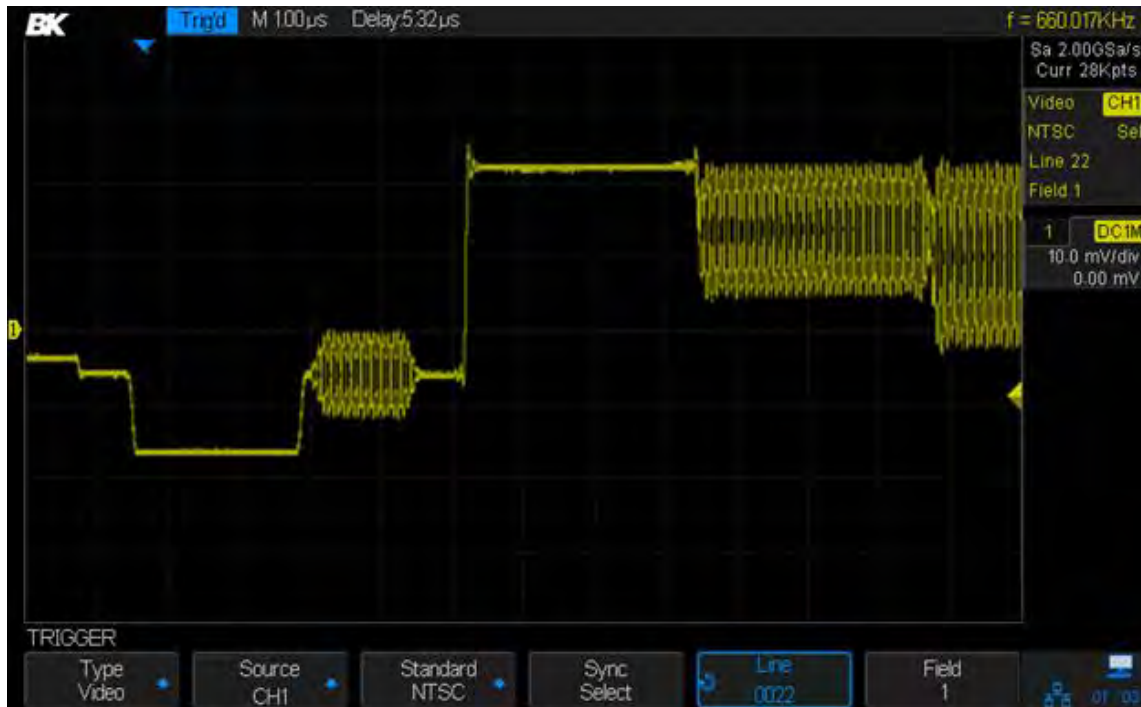 BK Trig'd M 1.00µs Delay:5.32µs f = 660.017KHz
Sa 2.00GSa/s
Curr 28Kpts
Video CH1
NTSC Sel
Line 22
Field 1
1 DC1M
10.0 mV/div
0.00 mV
1
TRIGGER
Type Source Standard Sync Line Field
Video CH1 NTSC Select 0022 1